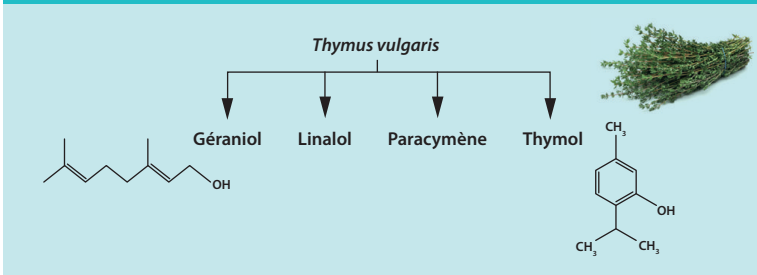 Thymus vulgaris
Géraniol Linalol Paracymène Thymol
CH3
OH
OH
CH3 CH3